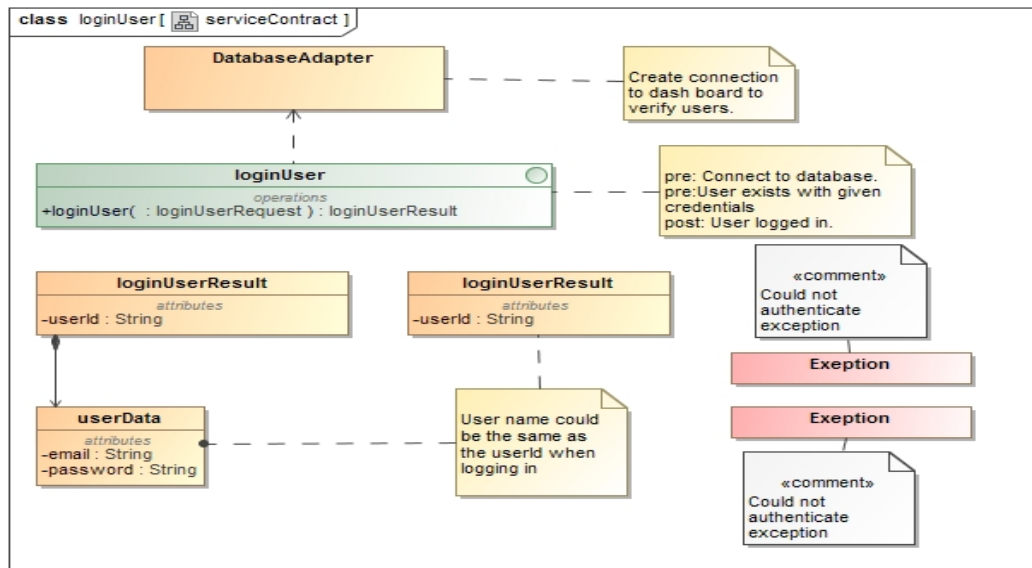 class loginUser [ serviceContract ]
DatabaseAdapter
Create connection
to dash board to
verify users.
loginUser
operations
+loginUser( : loginUserRequest ) : loginUserResult
pre: Connect to database.
pre:User exists with given
credentials
post: User logged in.
loginUserResult
attributes
-userId : String
loginUserResult
attributes
-userId : String
«comment»
Could not
authenticate
exception
Exeption
userData
attributes
-email : String
-password : String
User name could
be the same as
the userId when
logging in
Exeption
«comment»
Could not
authenticate
exception